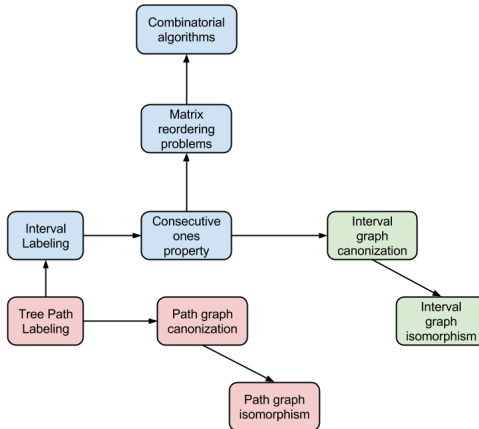 Combinatorial
algorithms
Matrix
reordering
problems
Interval
Labeling
Consecutive
ones
property
Interval
graph
canonization
Tree Path
Labeling
Path graph
canonization
Interval
graph
isomorphism
Path graph
isomorphism